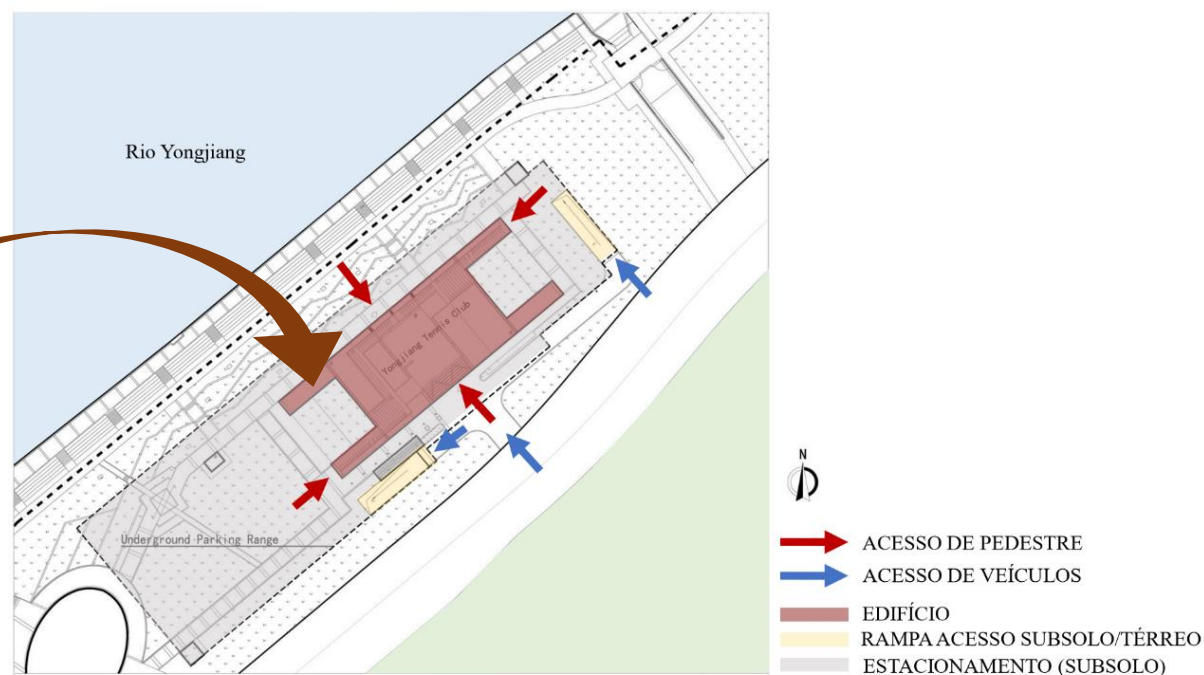 Rio Yongjiang
Yongjiang Tennis Club
Underground Parking Range
N
ACESSO DE PEDESTRE
ACESSO DE VEÍCULOS
EDIFÍCIO
RAMPA ACESSO SUBSOLO/TÉRREO
ESTACIONAMENTO (SUBSOLO)